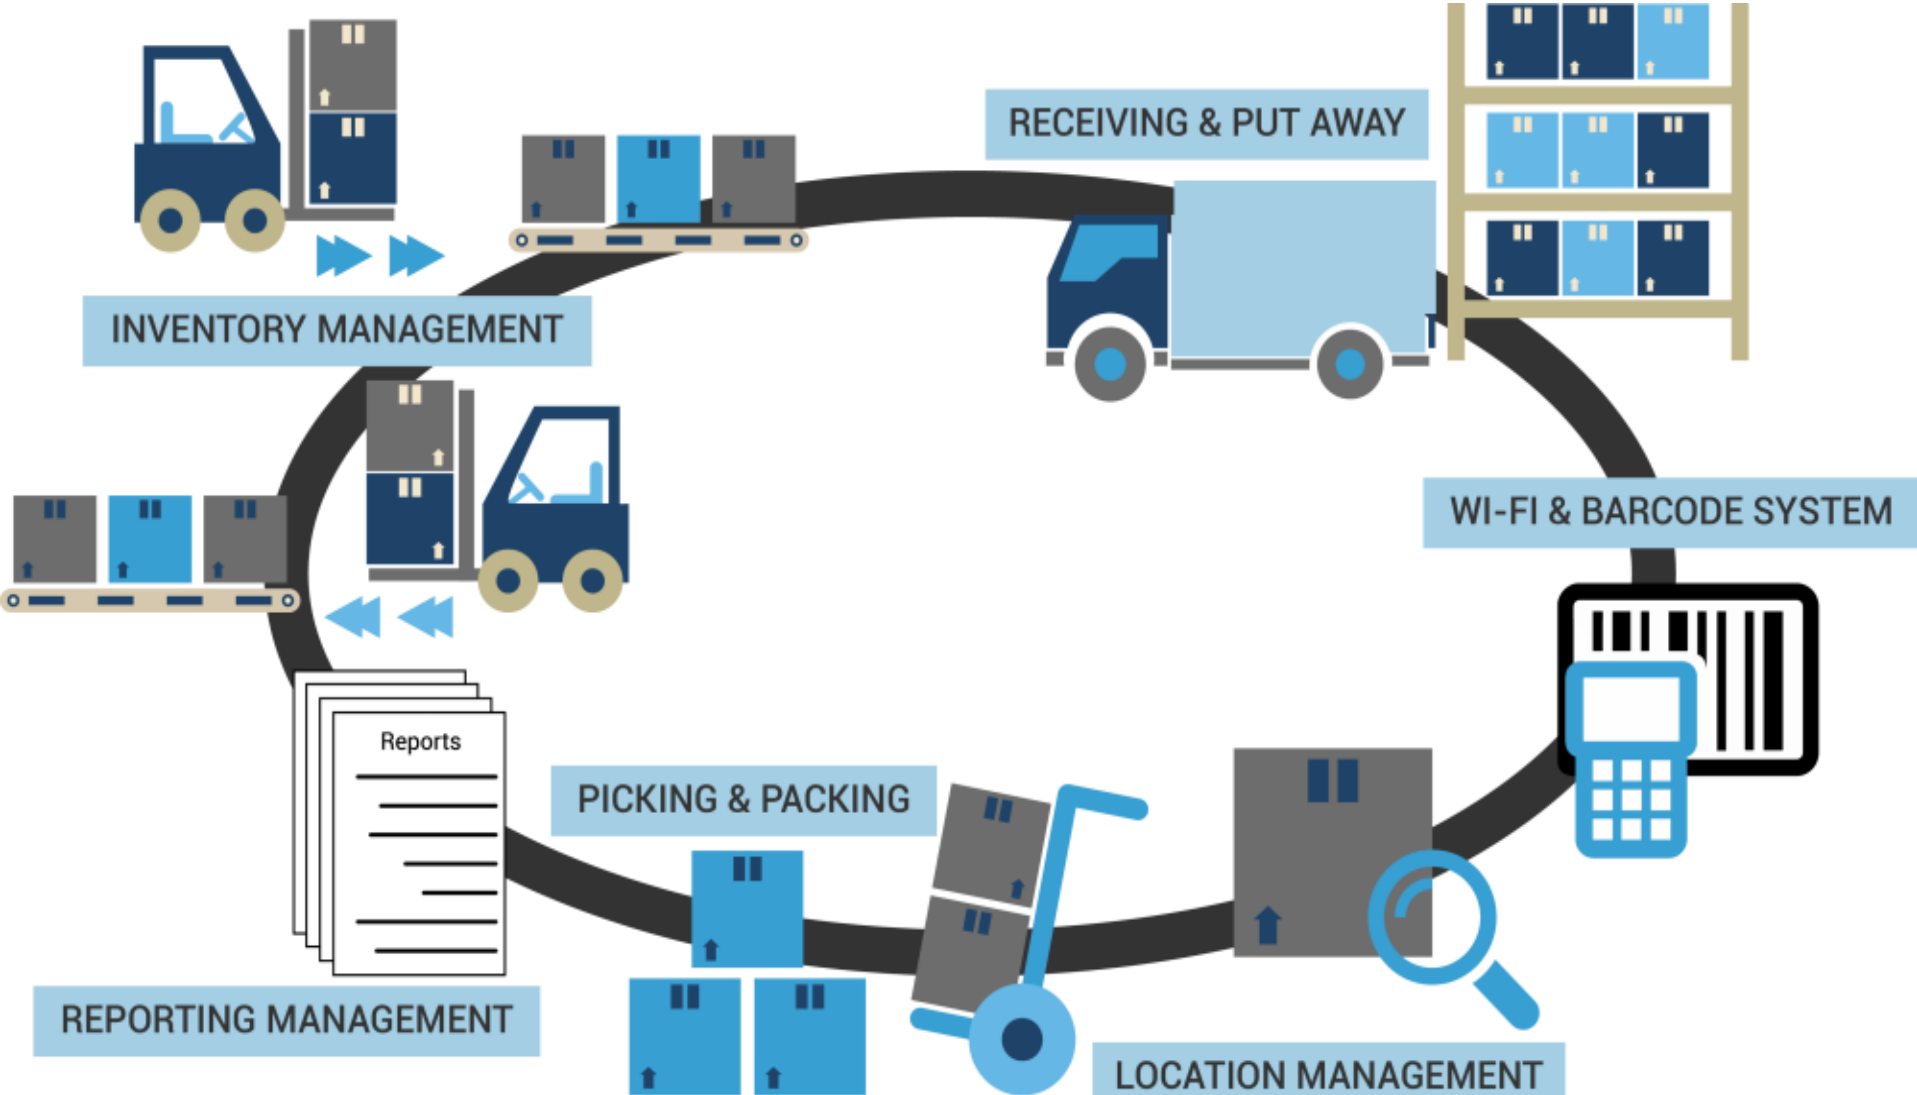 RECEIVING & PUT AWAY
INVENTORY MANAGEMENT
WI-FI & BARCODE SYSTEM
Reports
PICKING & PACKING
REPORTING MANAGEMENT
LOCATION MANAGEMENT